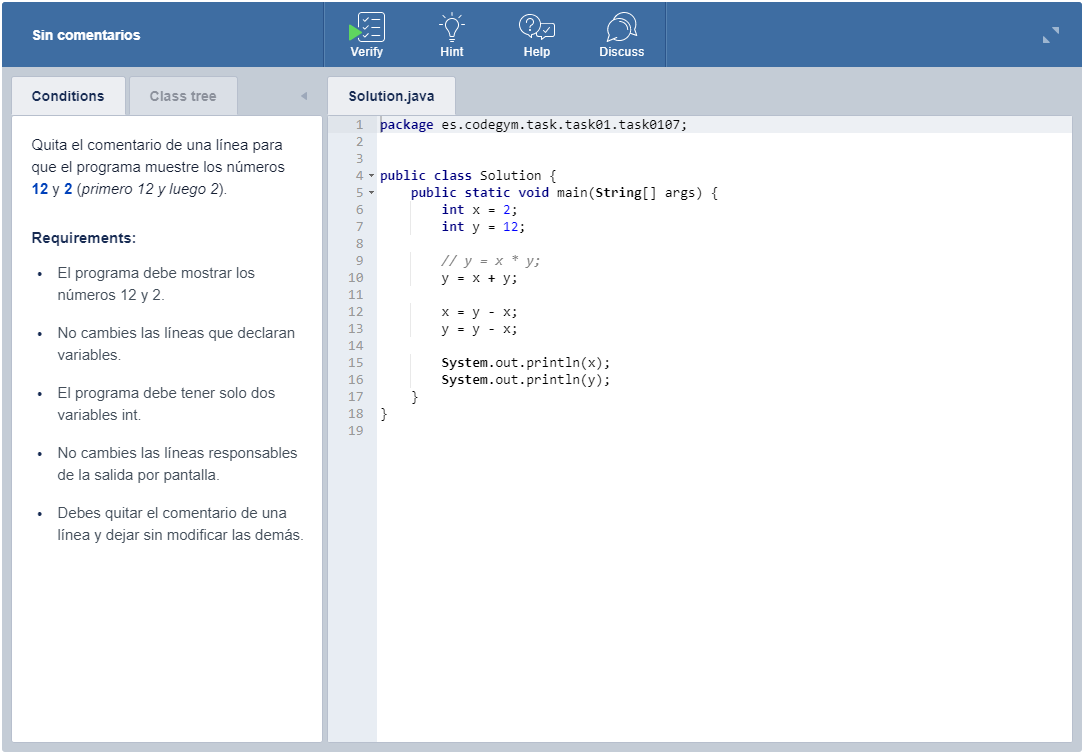 Sin comentarios
Verify
Hint
Help
Discuss
Conditions
Class tree
Solution.java
Quita el comentario de una línea para
que el programa muestre los números
12 y 2 (primero 12 y luego 2).
Requirements:
• El programa debe mostrar los
números 12 y 2.
• No cambies las líneas que declaran
variables.
• El programa debe tener solo dos
variables int.
• No cambies las líneas responsables
de la salida por pantalla.
• Debes quitar el comentario de una
línea y dejar sin modificar las demás.
1 package es.codegym.task.task01.task0107;
2
3
4 public class Solution {
5 public static void main(String[] args) {
6 int x = 2;
7 int y = 12;
8
9 // y = x * y;
10 y = x + y;
11
12 x = y - x;
13 y = y - x;
14
15 System.out.println(x);
16 System.out.println(y);
17 }
18 }
19